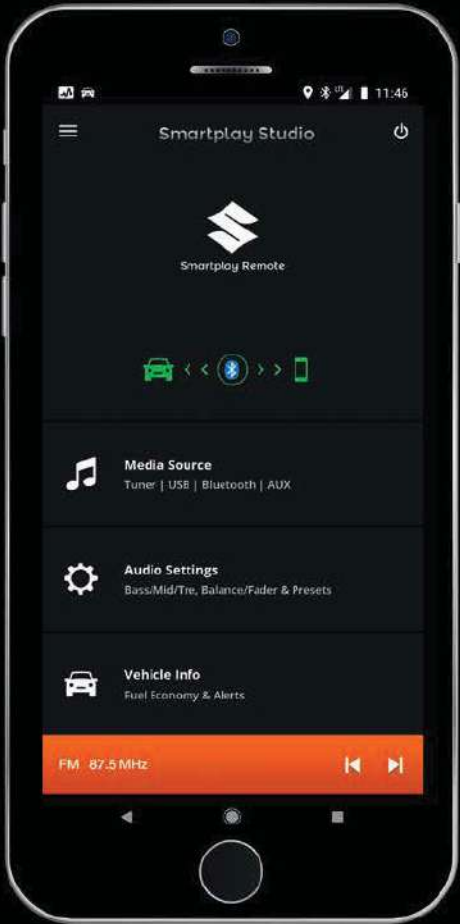 11:46
Smartplay Studio
Smartplay Remote
Media Source
Tuner | USB | Bluetooth | AUX
Audio Settings
Bass/Mid/Tre, Balance/Fader & Presets
Vehicle Info
Fuel Economy & Alerts
FM 87.5 MHz